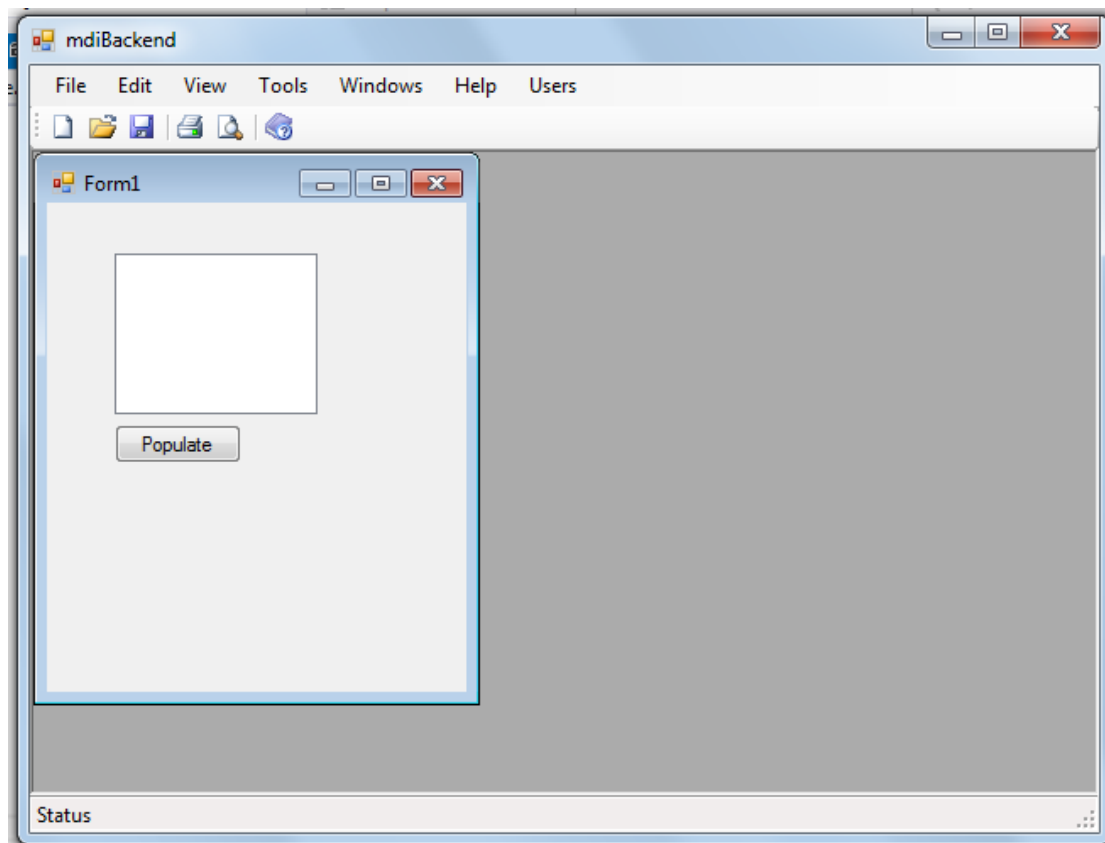 mdiBackend
File Edit View Tools Windows Help Users
Form1
Populate
Status